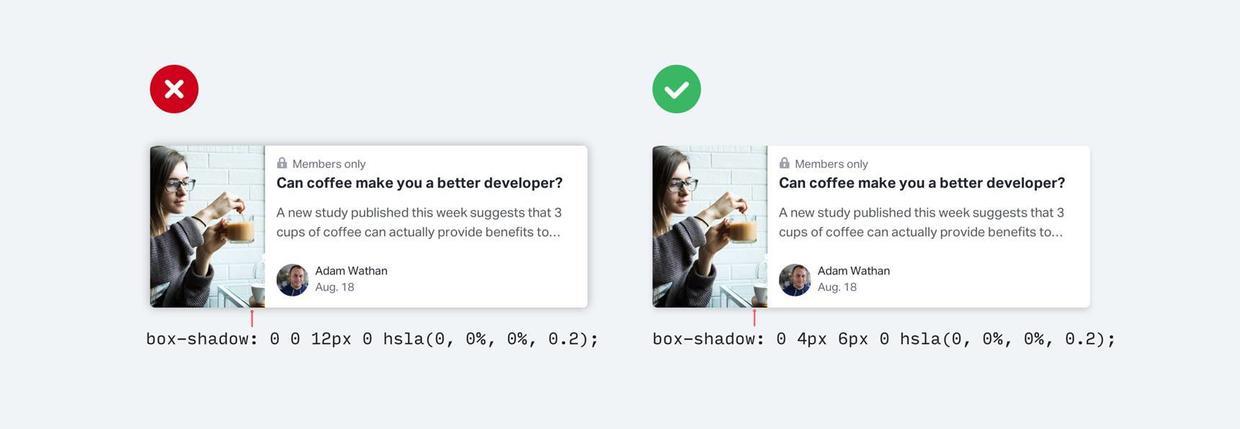 Members only
Can coffee make you a better developer?
A new study published this week suggests that 3
cups of coffee can actually provide benefits to…
Adam Wathan
Aug. 18
box-shadow: 0 0 12px 0 hsla(0, 0%, 0%, 0.2);
Members only
Can coffee make you a better developer?
A new study published this week suggests that 3
cups of coffee can actually provide benefits to…
Adam Wathan
Aug. 18
box-shadow: 0 4px 6px 0 hsla(0, 0%, 0%, 0.2);